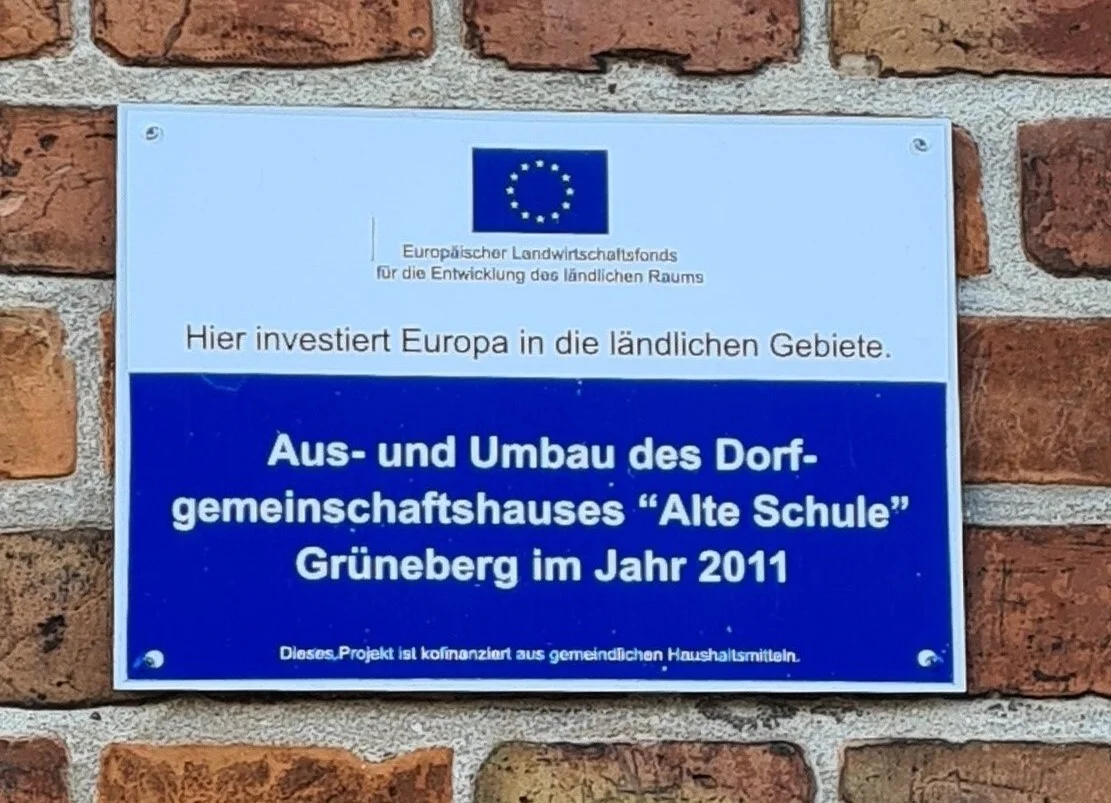 Europäischer Landwirtschaftsfonds
für die Entwicklung des ländlichen Raums
Hier investiert Europa in die ländlichen Gebiete.
Aus- und Umbau des Dorf-
gemeinschaftshauses “Alte Schule”
Grüneberg im Jahr 2011
Dieses Projekt ist kofinanziert aus gemeindlichen Haushaltsmitteln.